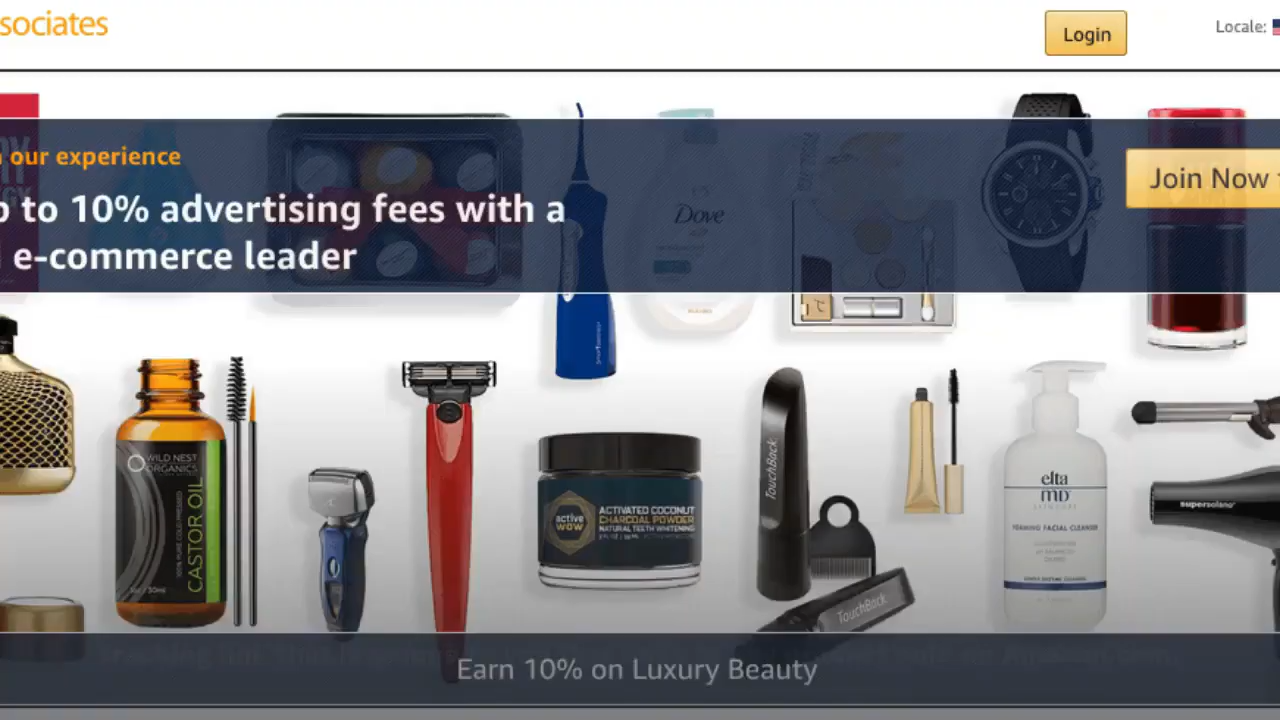 sociates
Login
Locale:
our experience
to 10% advertising fees with a
e-commerce leader
Join Now
Dove
WILD NEST
ORGANICS
CASTOR OIL
active
wow
ACTIVATED COCONUT
CHARCOAL POWDER
NATURAL TEETH WHITENING
TouchBack
TouchBack
elta
MD
SKINCARE
FOAMING FACIAL CLEANSER
supersolano
Earn 10% on Luxury Beauty